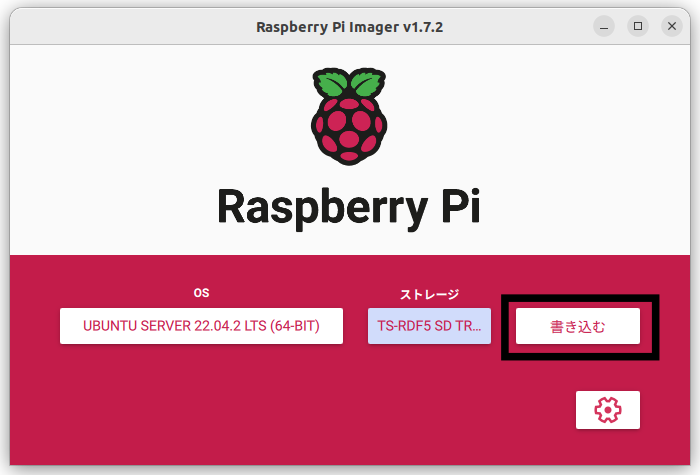 Raspberry Pi Imager v1.7.2
Raspberry Pi
OS
ストレージ
UBUNTU SERVER 22.04.2 LTS (64-BIT)
TS-RDF5 SD TR...
書き込む